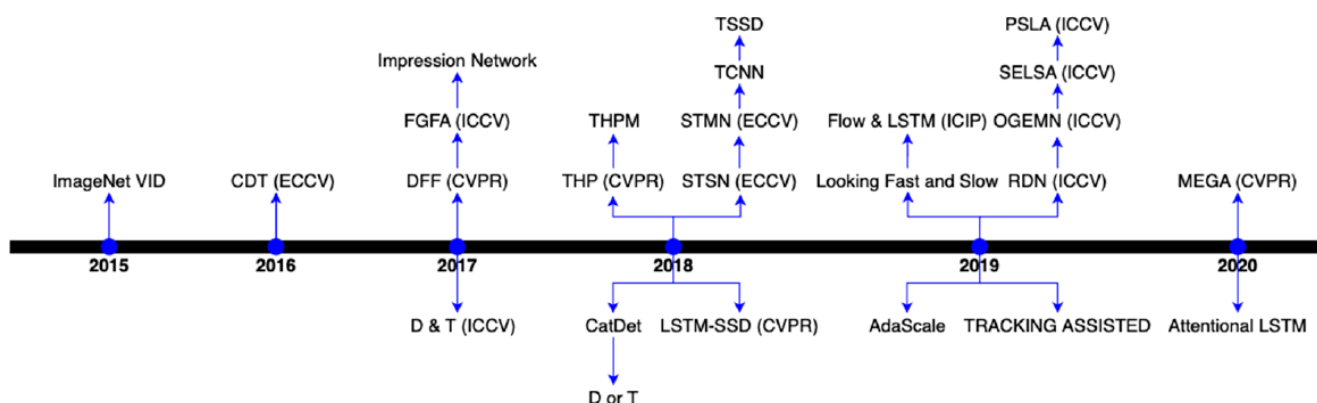 TSSD
PSLA (ICCV)
Impression Network
TCNN
SELSA (ICCV)
FGFA (ICCV)
THPM
STMN (ECCV)
Flow & LSTM (ICIP)
OGEMN (ICCV)
ImageNet VID
CDT (ECCV)
DFF (CVPR)
THP (CVPR)
STSN (ECCV)
Looking Fast and Slow
RDN (ICCV)
MEGA (CVPR)
2015
2016
2017
2018
2019
2020
D & T (ICCV)
CatDet
LSTM-SSD (CVPR)
AdaScale
TRACKING ASSISTED
Attentional LSTM
D or T